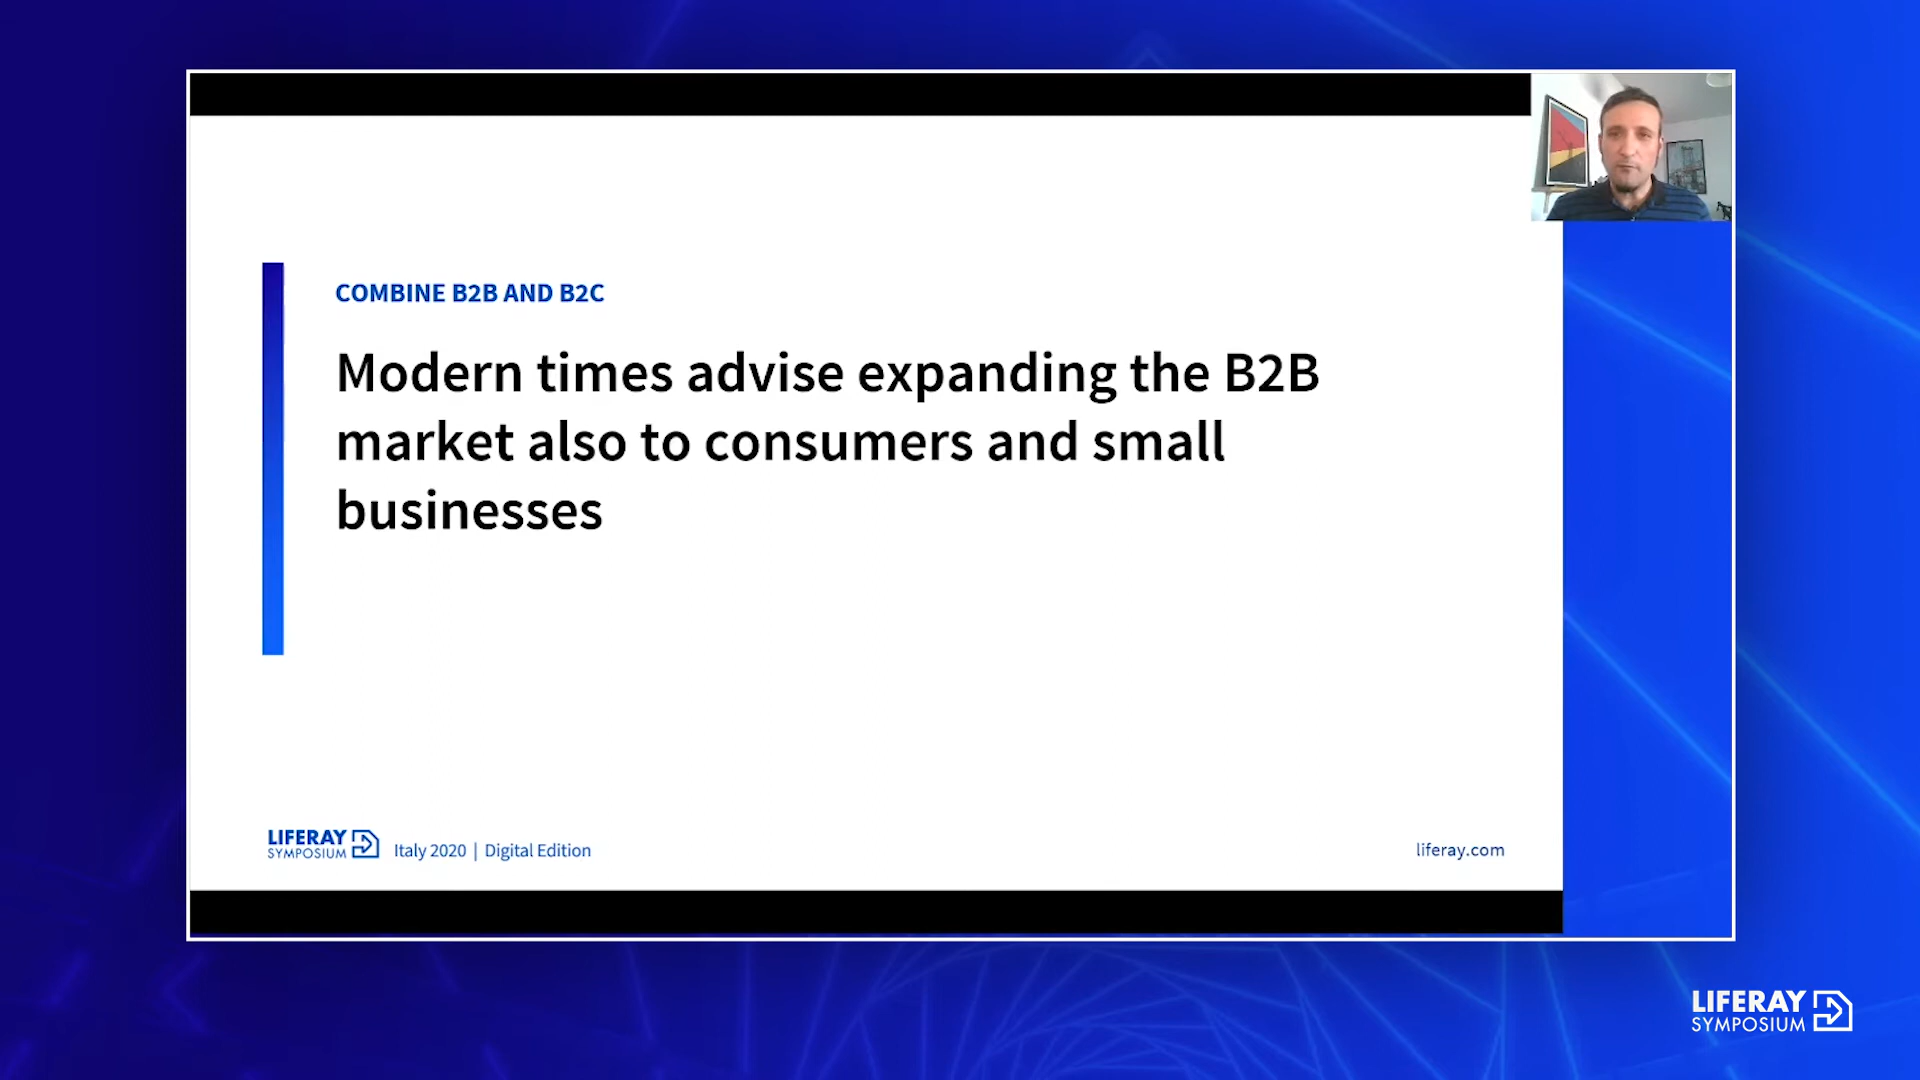 COMBINE B2B AND B2C
Modern times advise expanding the B2B
market also to consumers and small
businesses
LIFERAY
SYMPOSIUM
Italy 2020 | Digital Edition
liferay.com
LIFERAY
SYMPOSIUM